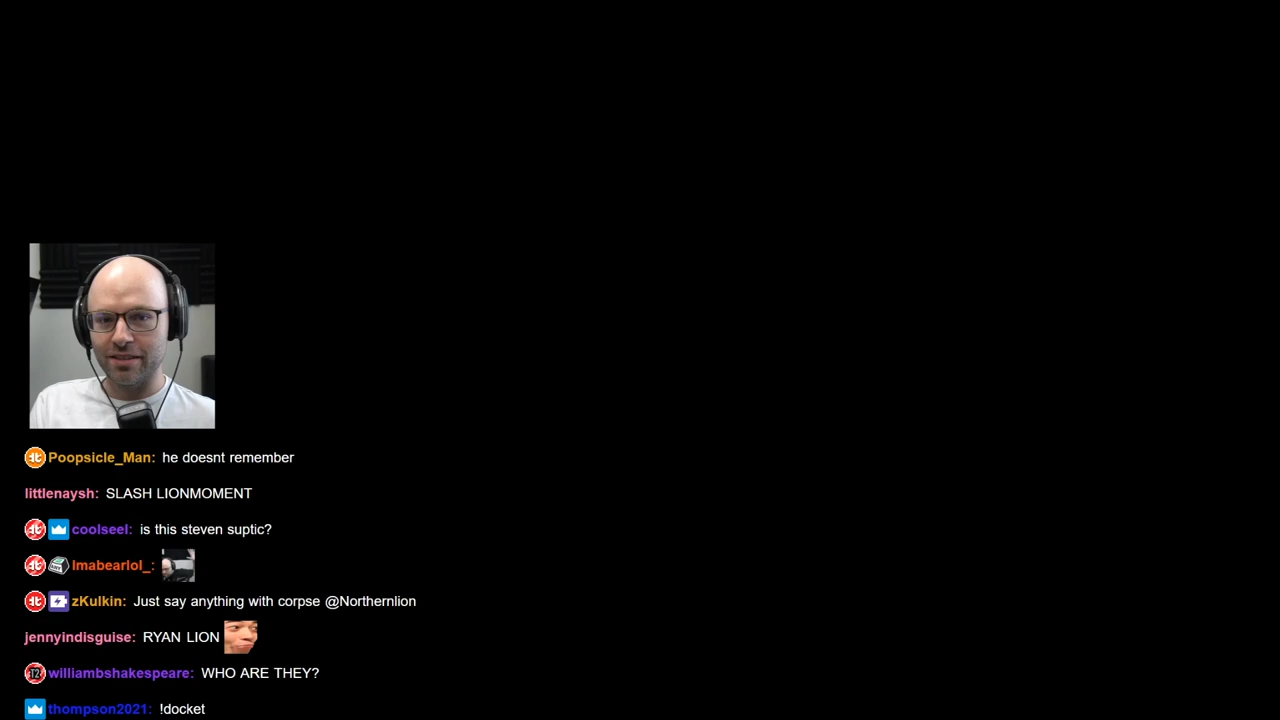 Poopsicle_Man: he doesnt remember
littlenaysh: SLASH LIONMOMENT
coolseel: is this steven suptic?
Imabearlol_:
zKulkin: Just say anything with corpse @Northernlion
jennyindisguise: RYAN LION
williambshakespeare: WHO ARE THEY?
thompson2021: !docket